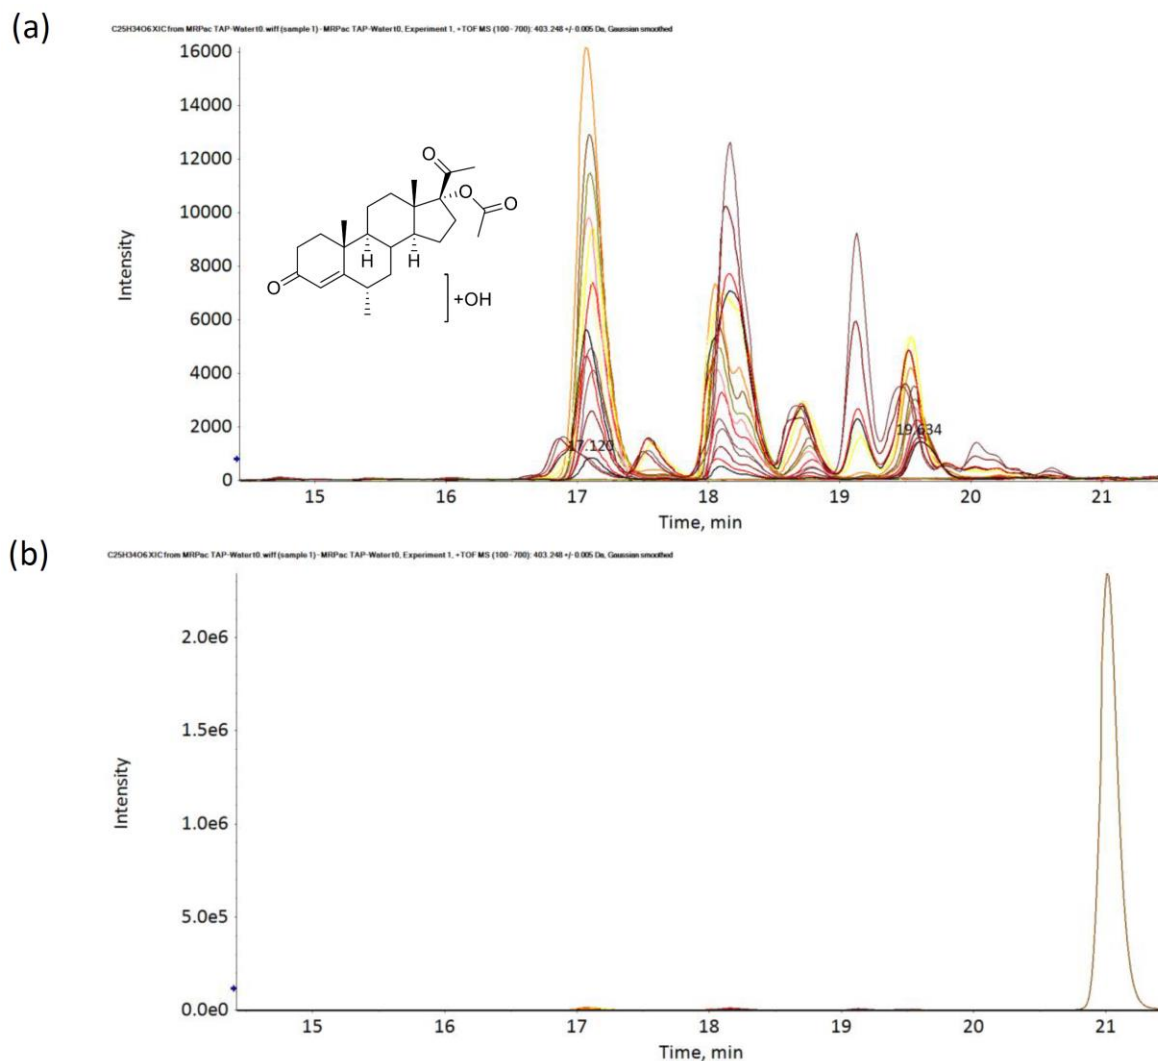 (a)
C25H34O6 XIC from MRPac TAP-Watert0.wiff (sample 1) - MRPac TAP-Watert0, Experiment 1, +TOF MS (100 - 700): 403.248 +/- 0.005 Da, Gaussian smoothed
16000
14000
12000
10000
8000
6000
4000
2000
0
Intensity
O
O
O
H
H
O
+OH
17.120
19.634
15 16 17 18 19 20 21
Time, min
(b)
C25H34O6 XIC from MRPac TAP-Watert0.wiff (sample 1) - MRPac TAP-Watert0, Experiment 1, +TOF MS (100 - 700): 403.248 +/- 0.005 Da, Gaussian smoothed
2.0e6
1.5e6
1.0e6
5.0e5
0.0e0
Intensity
15 16 17 18 19 20 21
Time, min